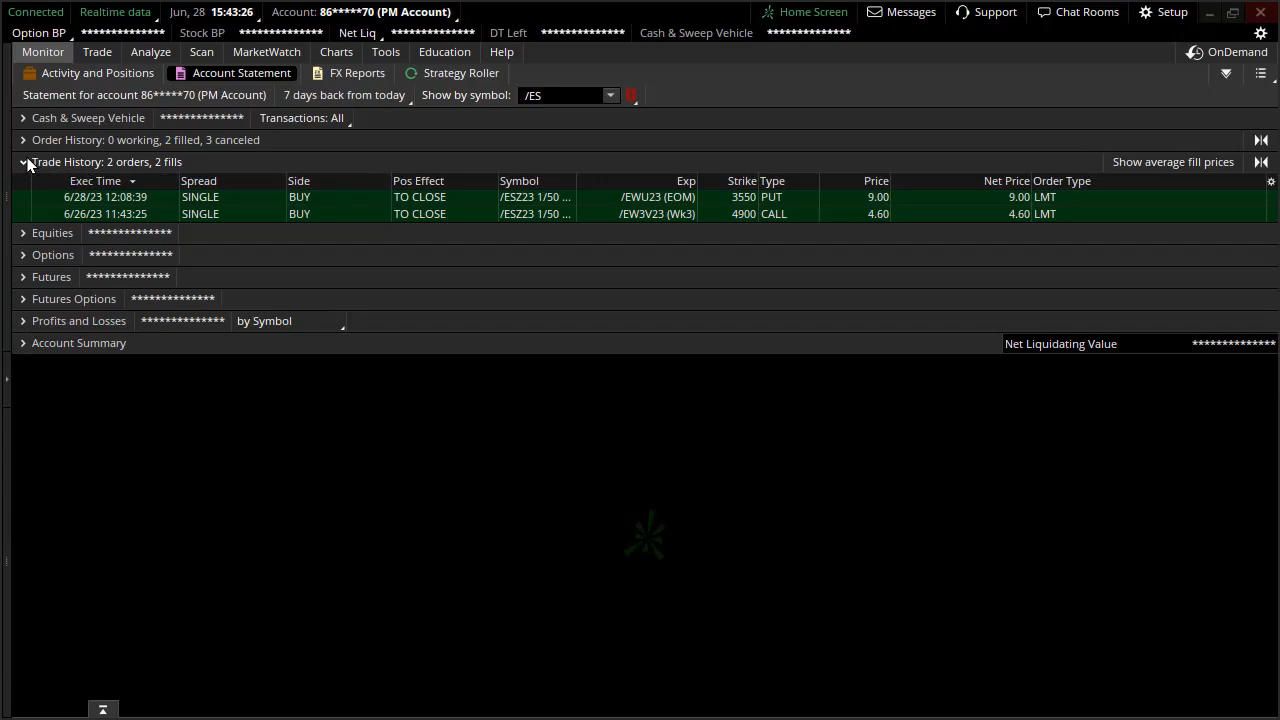 Connected Realtime data Jun, 28 15:43:26 Account: 86*****70 (PM Account) Home Screen Messages Support Chat Rooms Setup
Option BP ************** Stock BP ************** Net Liq ************** DT Left ************** Cash & Sweep Vehicle **************
Monitor Trade Analyze Scan MarketWatch Charts Tools Education Help OnDemand
Activity and Positions Account Statement FX Reports Strategy Roller
Statement for account 86*****70 (PM Account) 7 days back from today Show by symbol: /ES
Cash & Sweep Vehicle ************** Transactions: All
Order History: 0 working, 2 filled, 3 canceled
Trade History: 2 orders, 2 fills Show average fill prices
Exec Time Spread Side Pos Effect Symbol Exp Strike Type Price Net Price Order Type
6/28/23 12:08:39 SINGLE BUY TO CLOSE /ESZ23 1/50 ... /EWU23 (EOM) 3550 PUT 9.00 9.00 LMT
6/26/23 11:43:25 SINGLE BUY TO CLOSE /ESZ23 1/50 ... /EW3V23 (Wk3) 4900 CALL 4.60 4.60 LMT
Equities **************
Options **************
Futures **************
Futures Options **************
Profits and Losses ************** by Symbol
Account Summary Net Liquidating Value **************